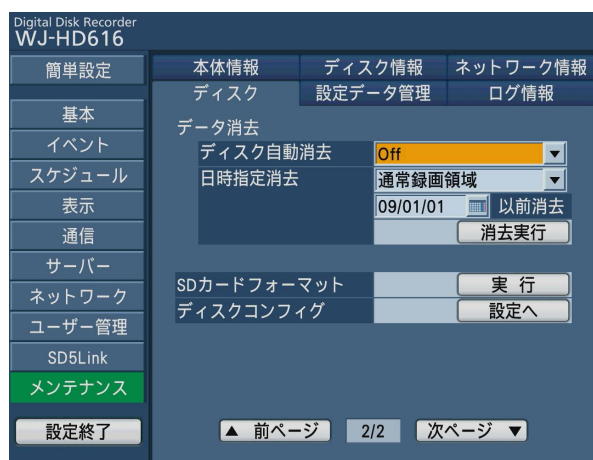 Digital Disk Recorder
WJ-HD616
簡単設定
基本
イベント
スケジュール
表示
通信
サーバー
ネットワーク
ユーザー管理
SD5Link
メンテナンス
設定終了
本体情報 ディスク情報 ネットワーク情報
ディスク 設定データ管理 ログ情報
データ消去
ディスク自動消去 Off
日時指定消去 通常録画領域
09/01/01 以前消去
消去実行
SDカードフォーマット 実 行
ディスクコンフィグ 設定へ
▲ 前ページ 2/2 次ページ ▼